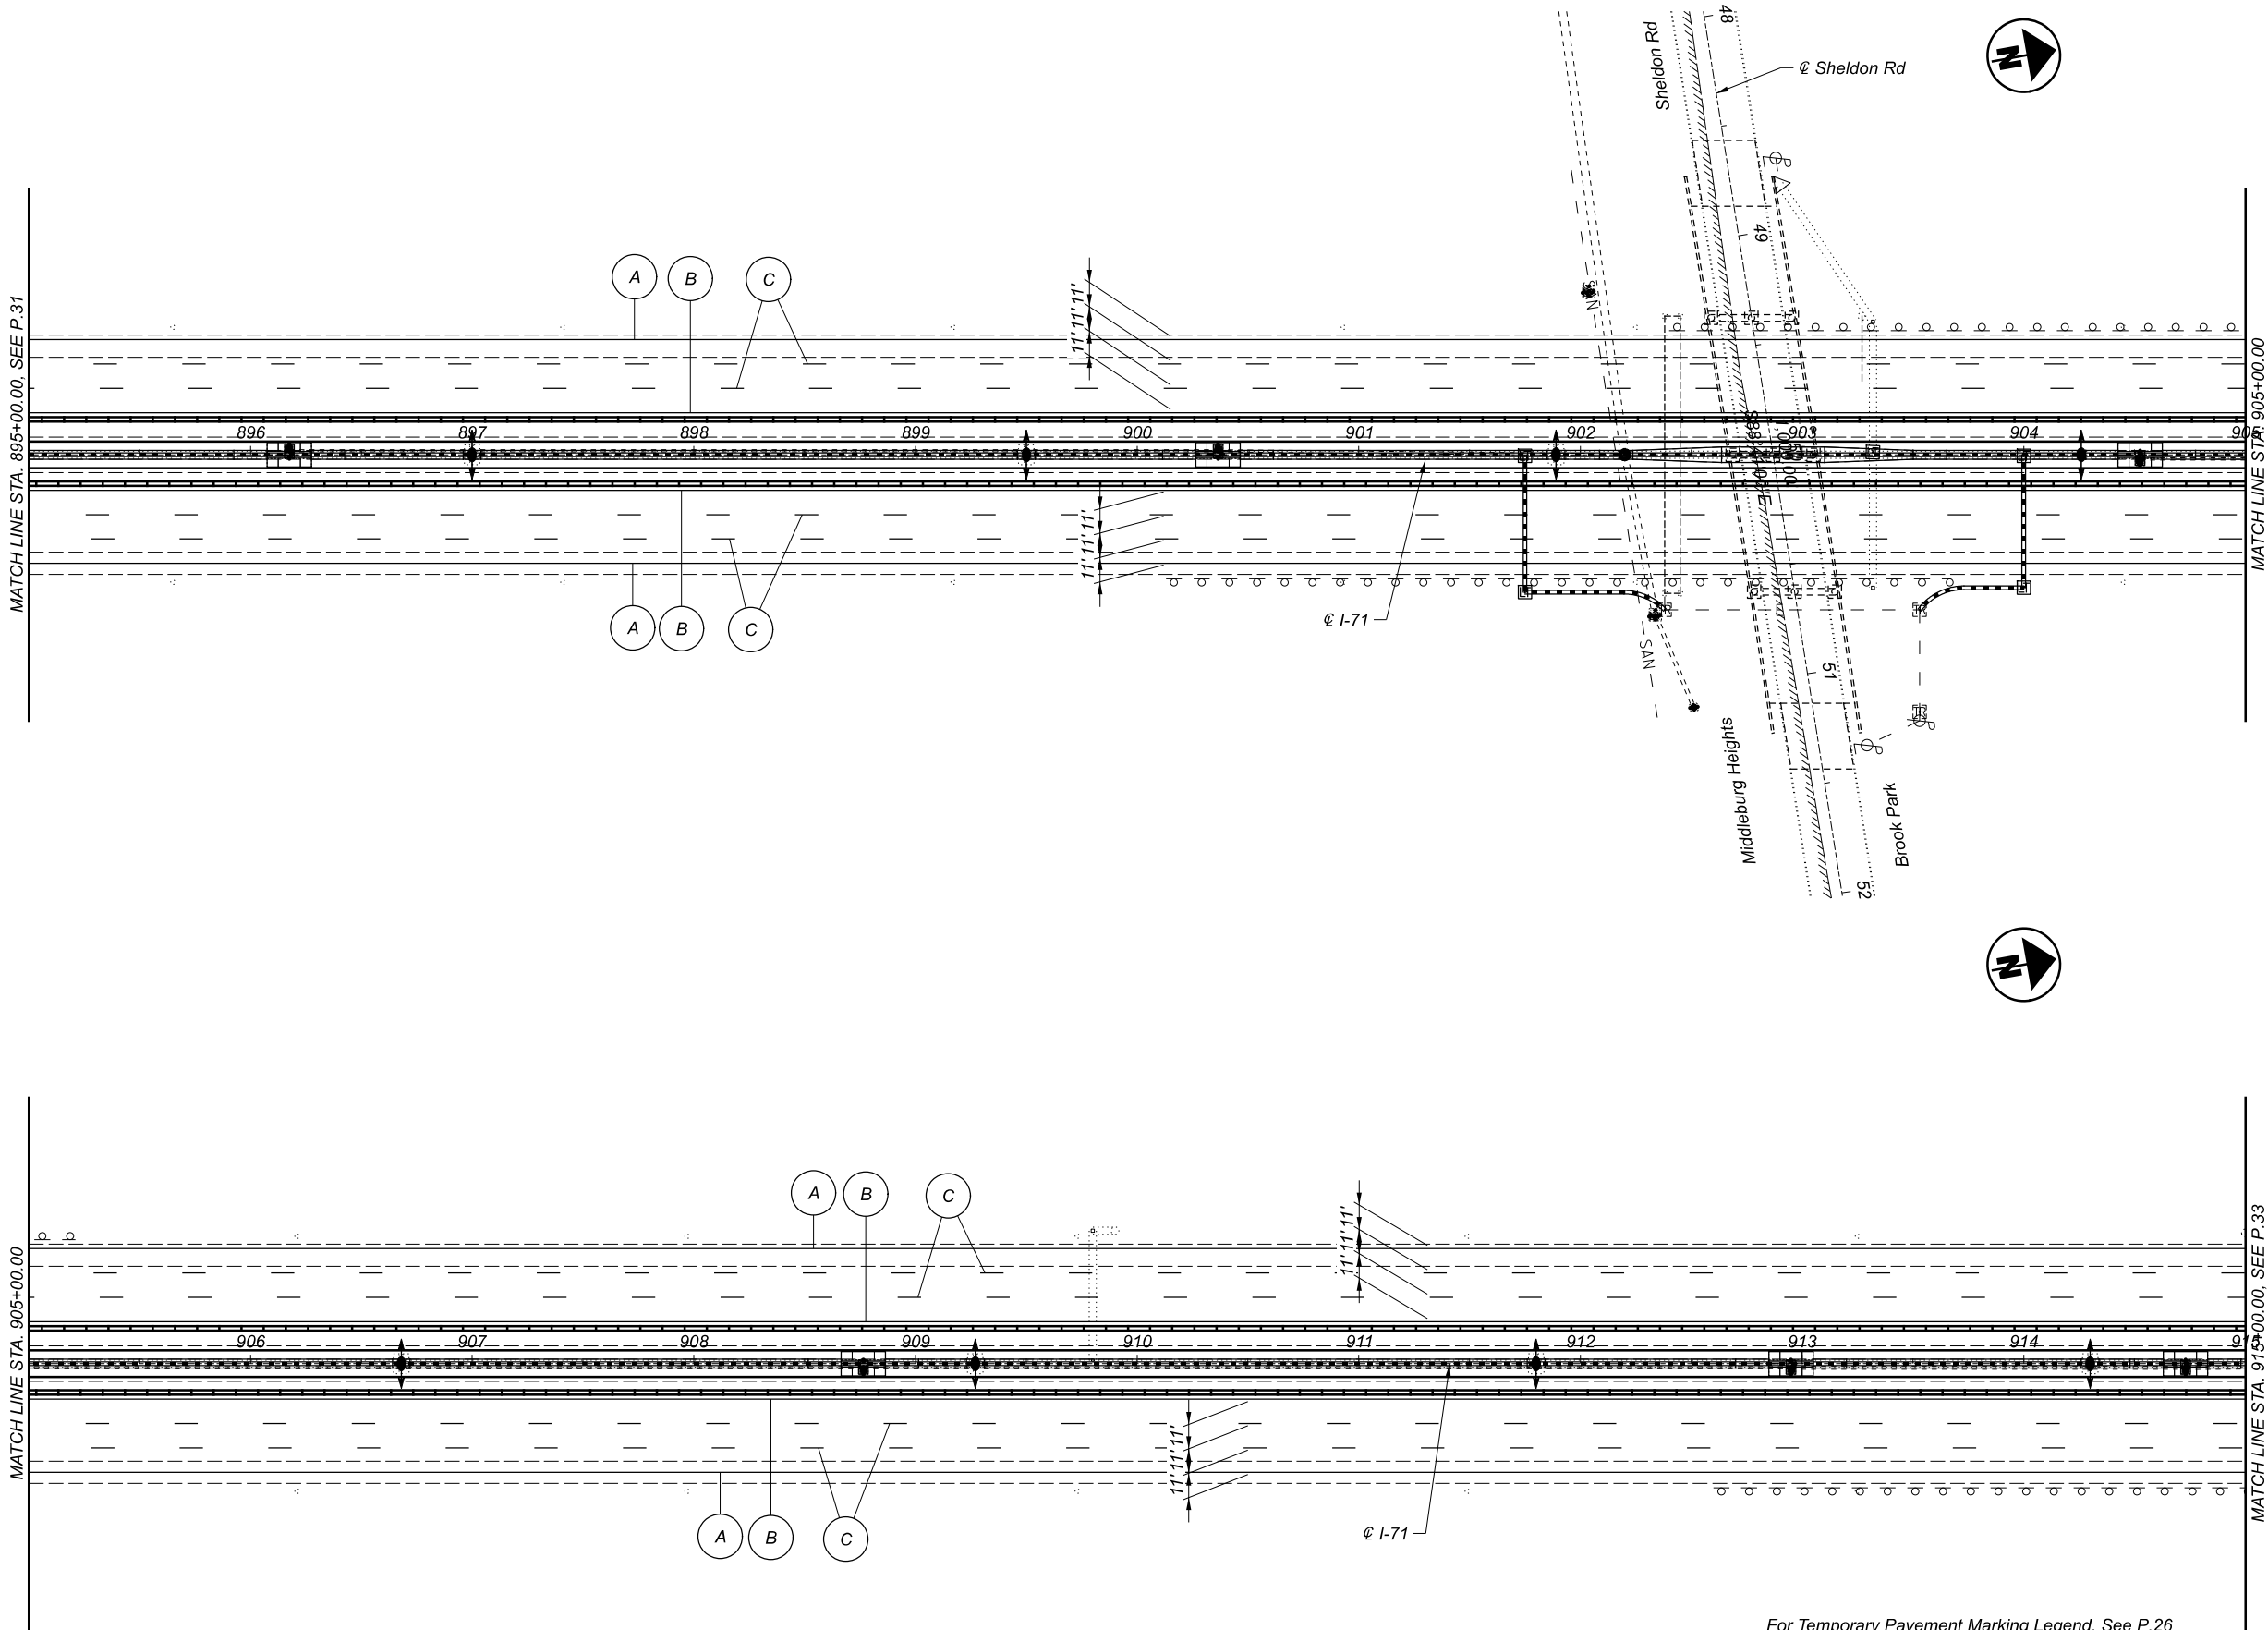 48
Sheldon Rd
℄ Sheldon Rd
N
49
A
B
C
11' 11' 11'
SAN
MATCH LINE STA. 895+00.00, SEE P.31
MATCH LINE STA. 905+00.00
896
897
898
899
900
901
902
903
904
905
50
11' 11' 11'
℄ I-71
A
B
C
SAN
51
Middleburg Heights
Brook Park
52
N
A
B
C
11' 11' 11'
MATCH LINE STA. 905+00.00
MATCH LINE STA. 915+00.00, SEE P.33
906
907
908
909
910
911
912
913
914
915
11' 11' 11'
A
B
C
℄ I-71
For Temporary Pavement Marking Legend, See P.26